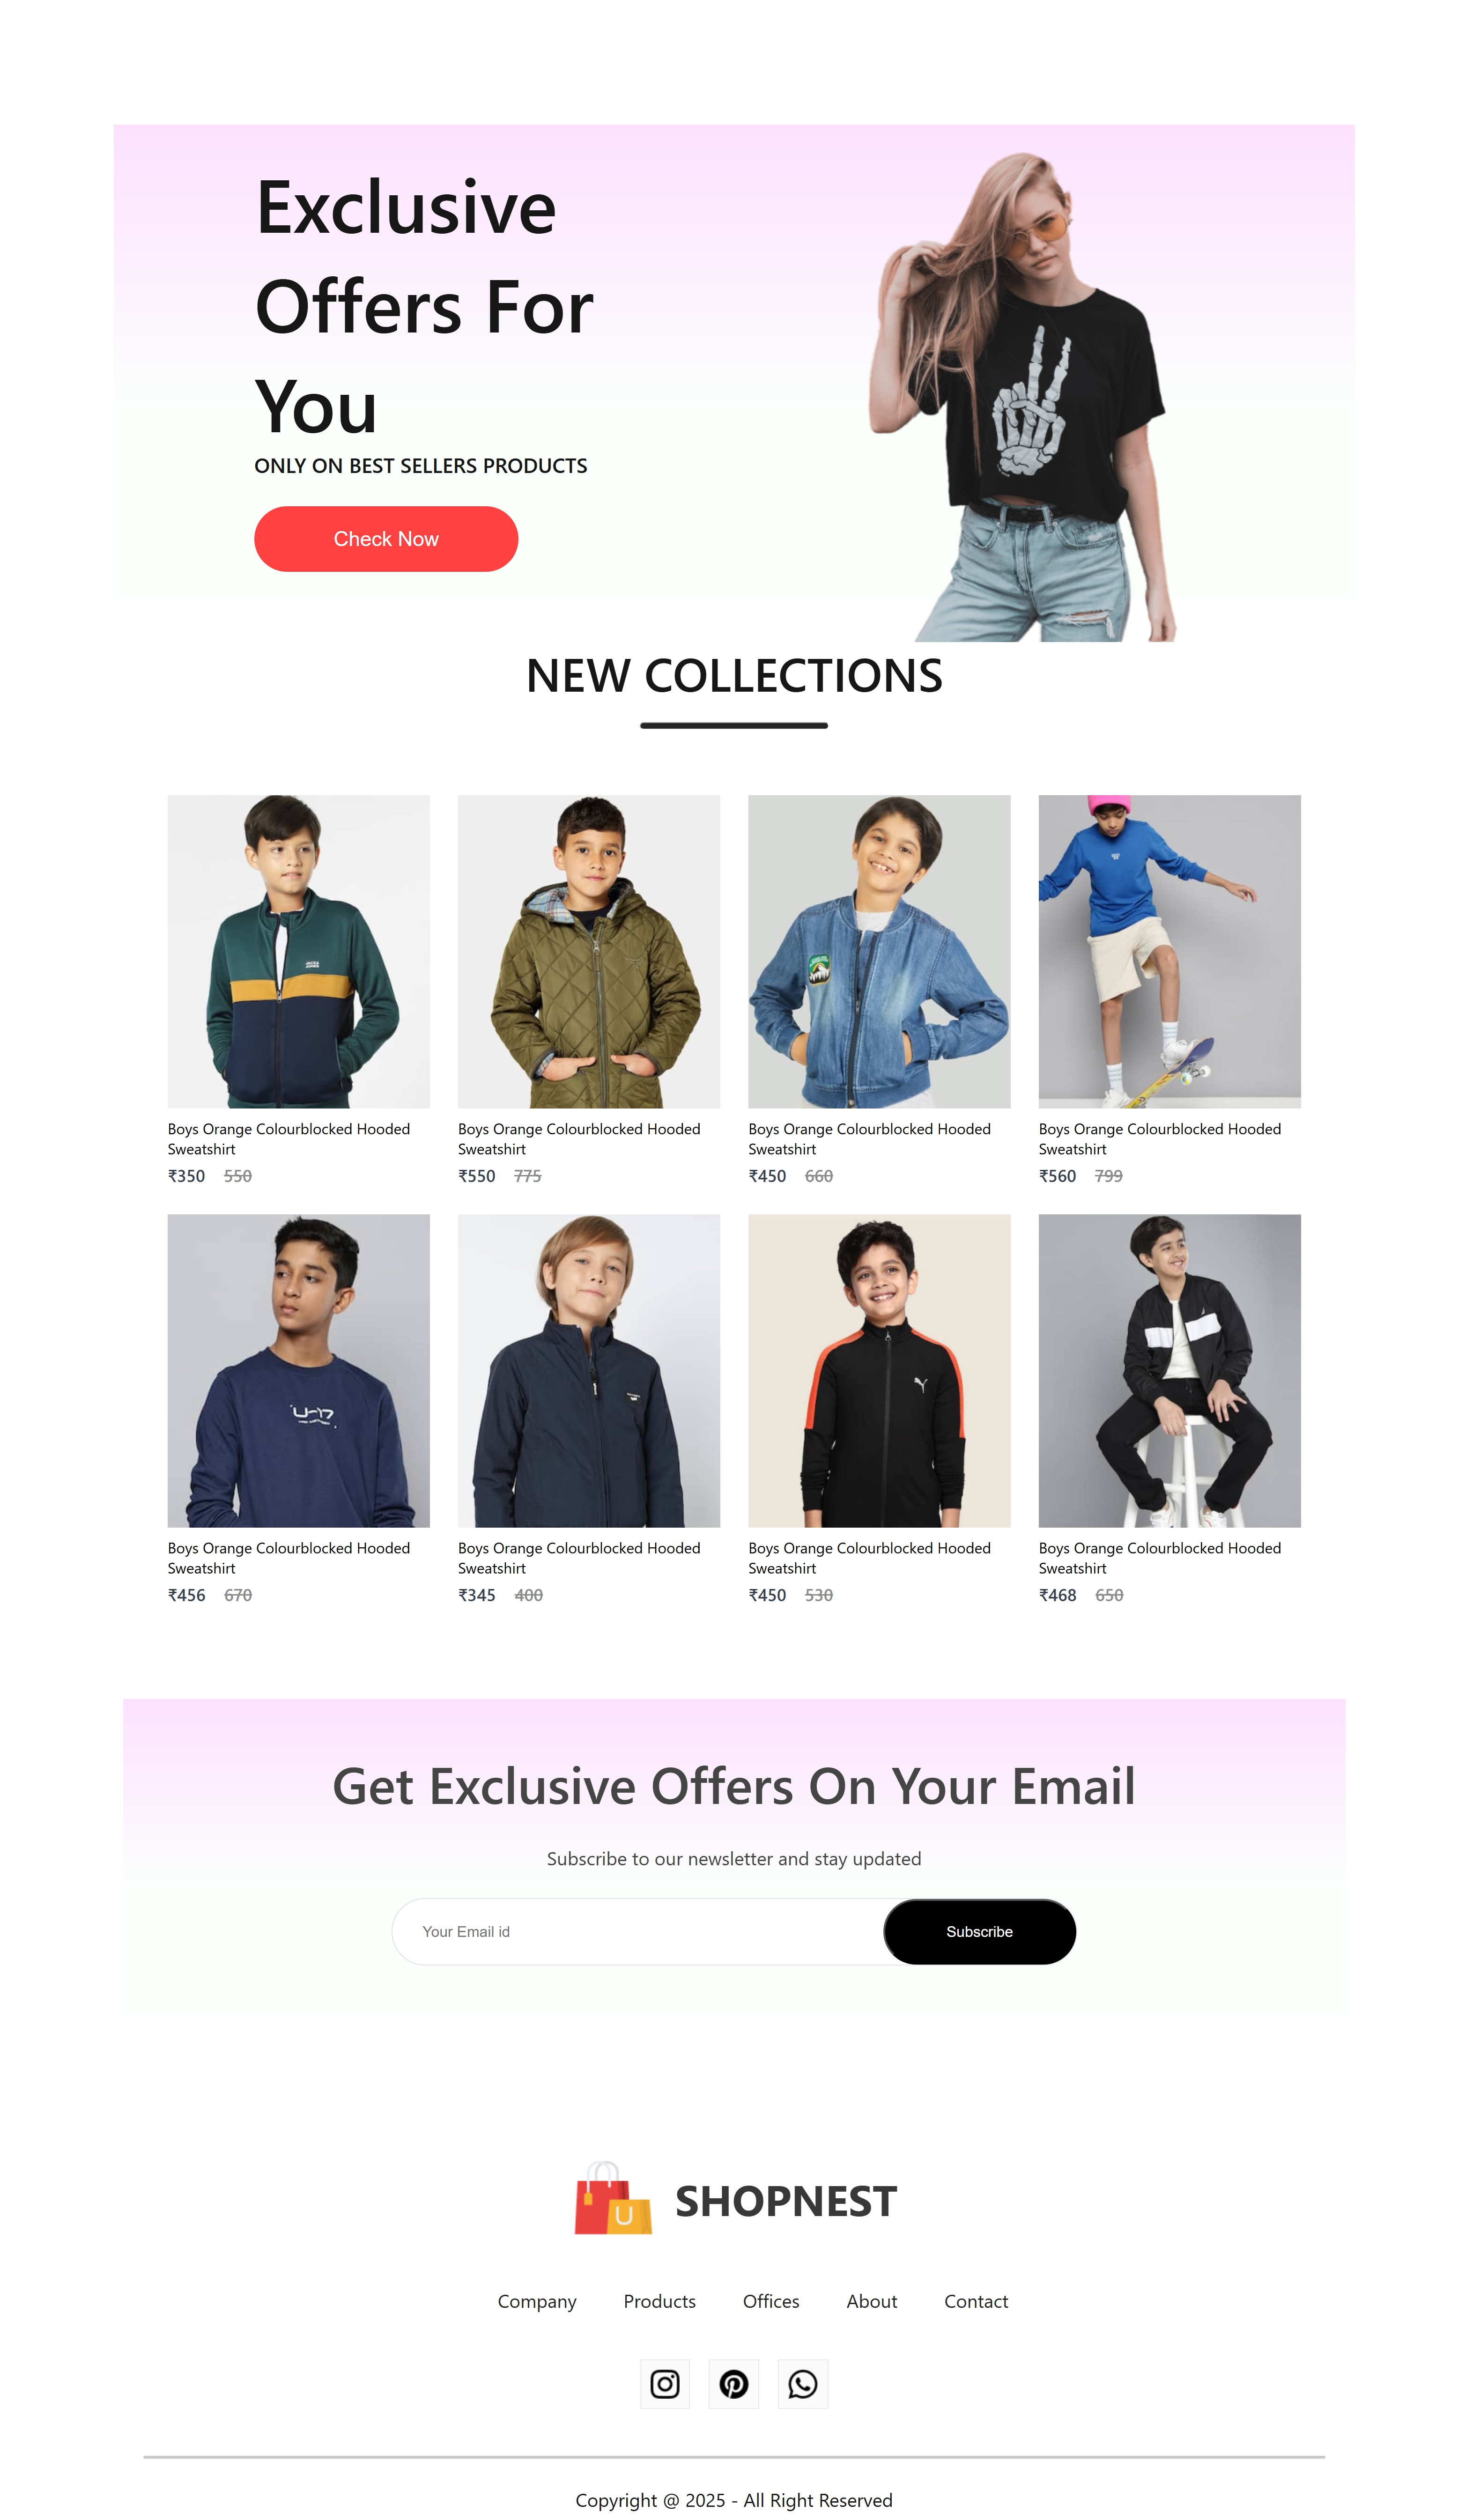 Exclusive
Offers For
You
ONLY ON BEST SELLERS PRODUCTS
Check Now
NEW COLLECTIONS
Boys Orange Colourblocked Hooded
Sweatshirt
₹350 550
Boys Orange Colourblocked Hooded
Sweatshirt
₹550 775
Boys Orange Colourblocked Hooded
Sweatshirt
₹450 660
Boys Orange Colourblocked Hooded
Sweatshirt
₹560 799
Boys Orange Colourblocked Hooded
Sweatshirt
₹456 670
Boys Orange Colourblocked Hooded
Sweatshirt
₹345 400
Boys Orange Colourblocked Hooded
Sweatshirt
₹450 530
Boys Orange Colourblocked Hooded
Sweatshirt
₹468 650
Get Exclusive Offers On Your Email
Subscribe to our newsletter and stay updated
Your Email id
Subscribe
SHOPNEST
Company Products Offices About Contact
Copyright @ 2025 - All Right Reserved